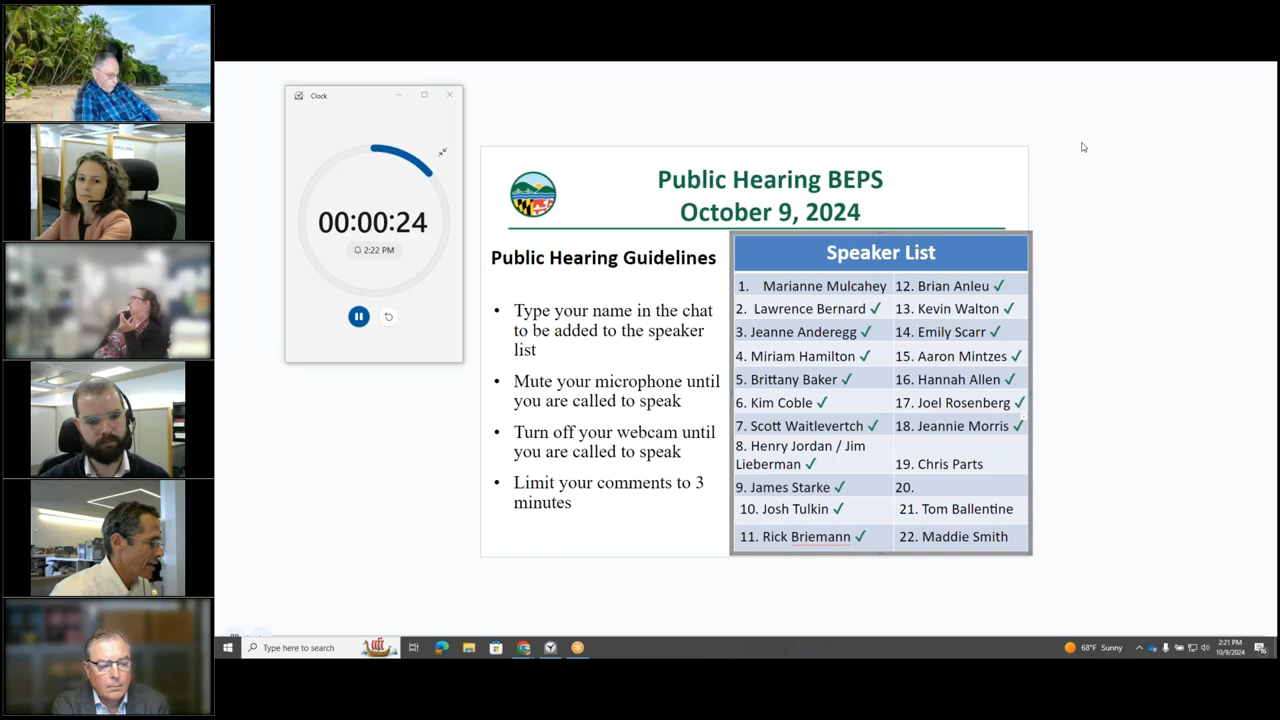 Clock
00:00:24
2:22 PM
Public Hearing BEPS
October 9, 2024
Public Hearing Guidelines
• Type your name in the chat
to be added to the speaker
list
• Mute your microphone until
you are called to speak
• Turn off your webcam until
you are called to speak
• Limit your comments to 3
minutes
Speaker List
1. Marianne Mulcahey
2. Lawrence Bernard ✓
3. Jeanne Anderegg ✓
4. Miriam Hamilton ✓
5. Brittany Baker ✓
6. Kim Coble ✓
7. Scott Waitlevertch ✓
8. Henry Jordan / Jim
Lieberman ✓
9. James Starke ✓
10. Josh Tulkin ✓
11. Rick Briemann ✓
12. Brian Anleu ✓
13. Kevin Walton ✓
14. Emily Scarr ✓
15. Aaron Mintzes ✓
16. Hannah Allen ✓
17. Joel Rosenberg ✓
18. Jeannie Morris ✓
19. Chris Parts
20.
21. Tom Ballentine
22. Maddie Smith
Type here to search
68°F Sunny
2:21 PM
10/9/2024